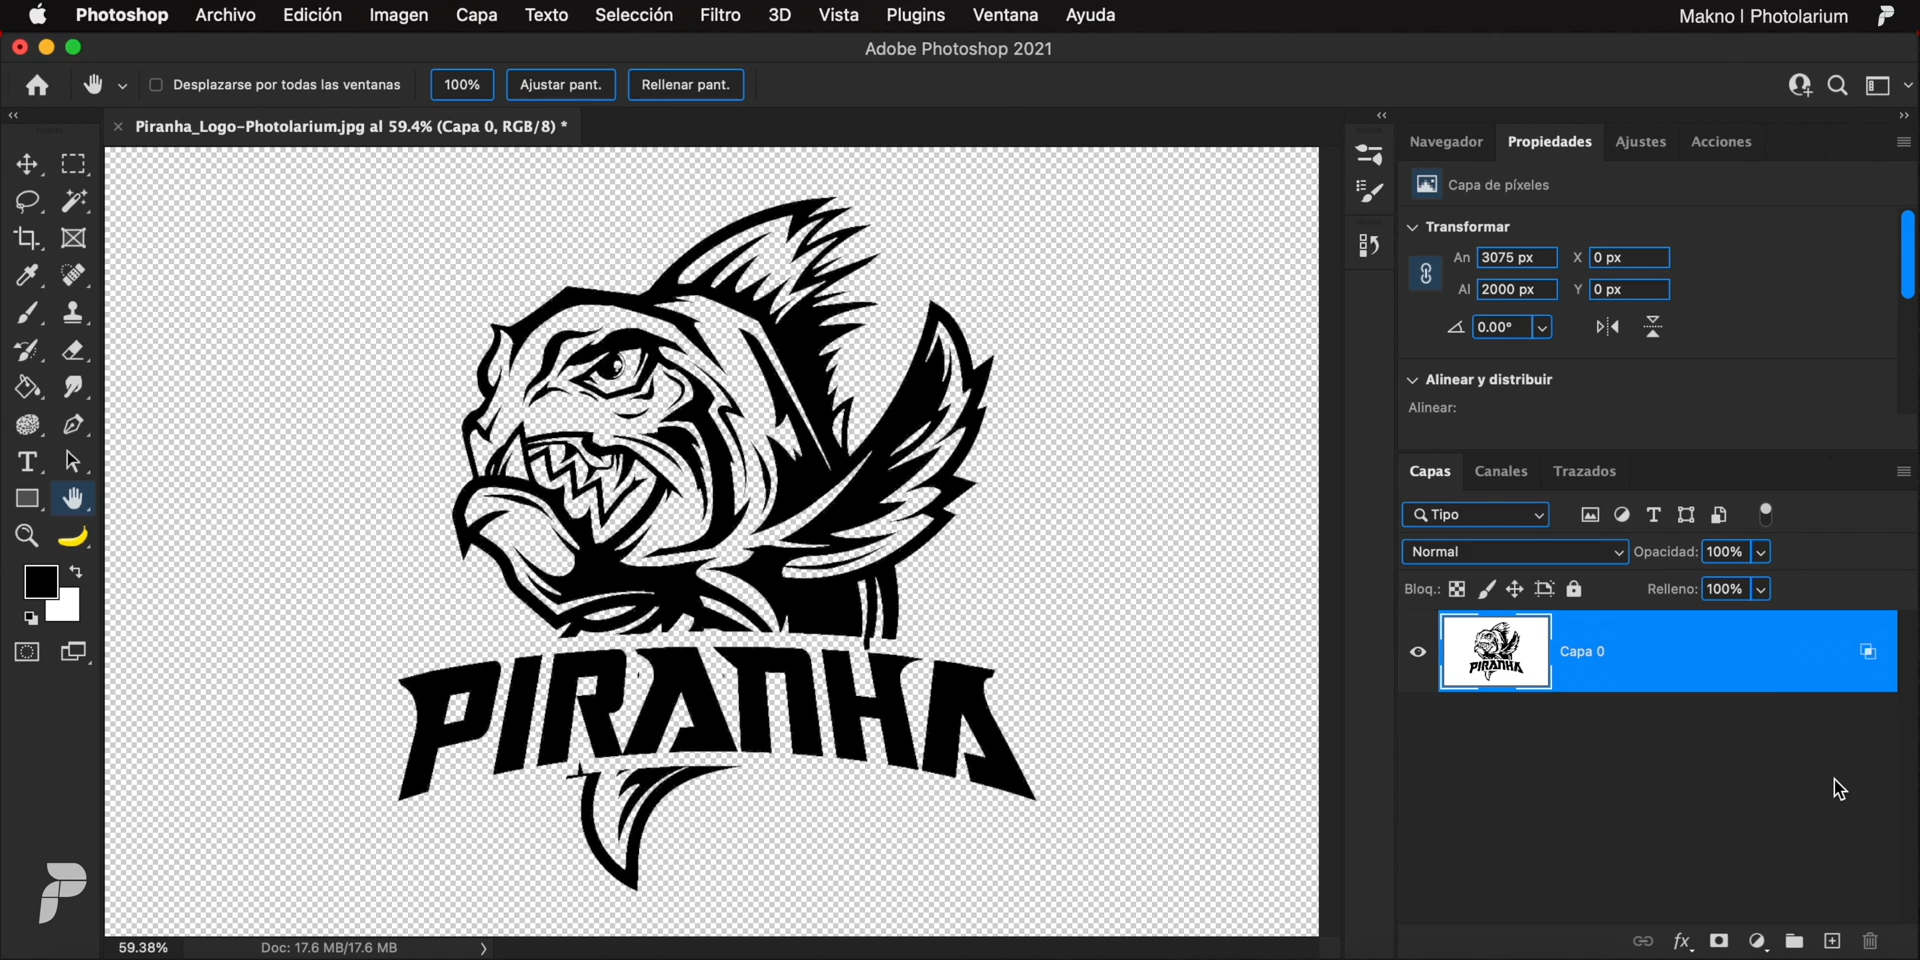 Photoshop Archivo Edición Imagen Capa Texto Selección Filtro 3D Vista Plugins Ventana Ayuda Makno | Photolarium
Adobe Photoshop 2021
Desplazarse por todas las ventanas 100% Ajustar pant. Rellenar pant.
Piranha_Logo-Photolarium.jpg al 59.4% (Capa 0, RGB/8) *
Navegador Propiedades Ajustes Acciones
Capa de píxeles
Transformar
An 3075 px X 0 px
Al 2000 px Y 0 px
0.00°
Alinear y distribuir
Alinear:
Capas Canales Trazados
Tipo
Normal Opacidad: 100%
Bloq.: Relleno: 100%
PIRANHA Capa 0
PIRANHA
59.38% Doc: 17.6 MB/17.6 MB
fx